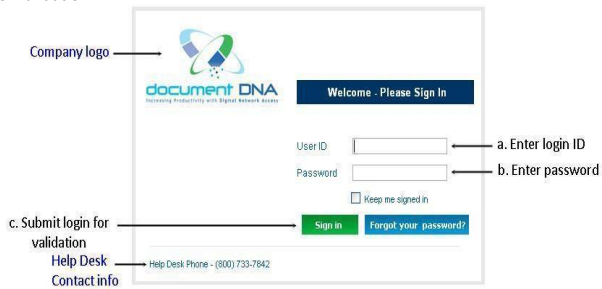 Company logo
document DNA
Increasing Productivity with Digital Network Access
Welcome - Please Sign In
User ID
a. Enter login ID
Password
b. Enter password
Keep me signed in
c. Submit login for
validation
Sign in
Forgot your password?
Help Desk
Contact info
Help Desk Phone - (800) 733-7842